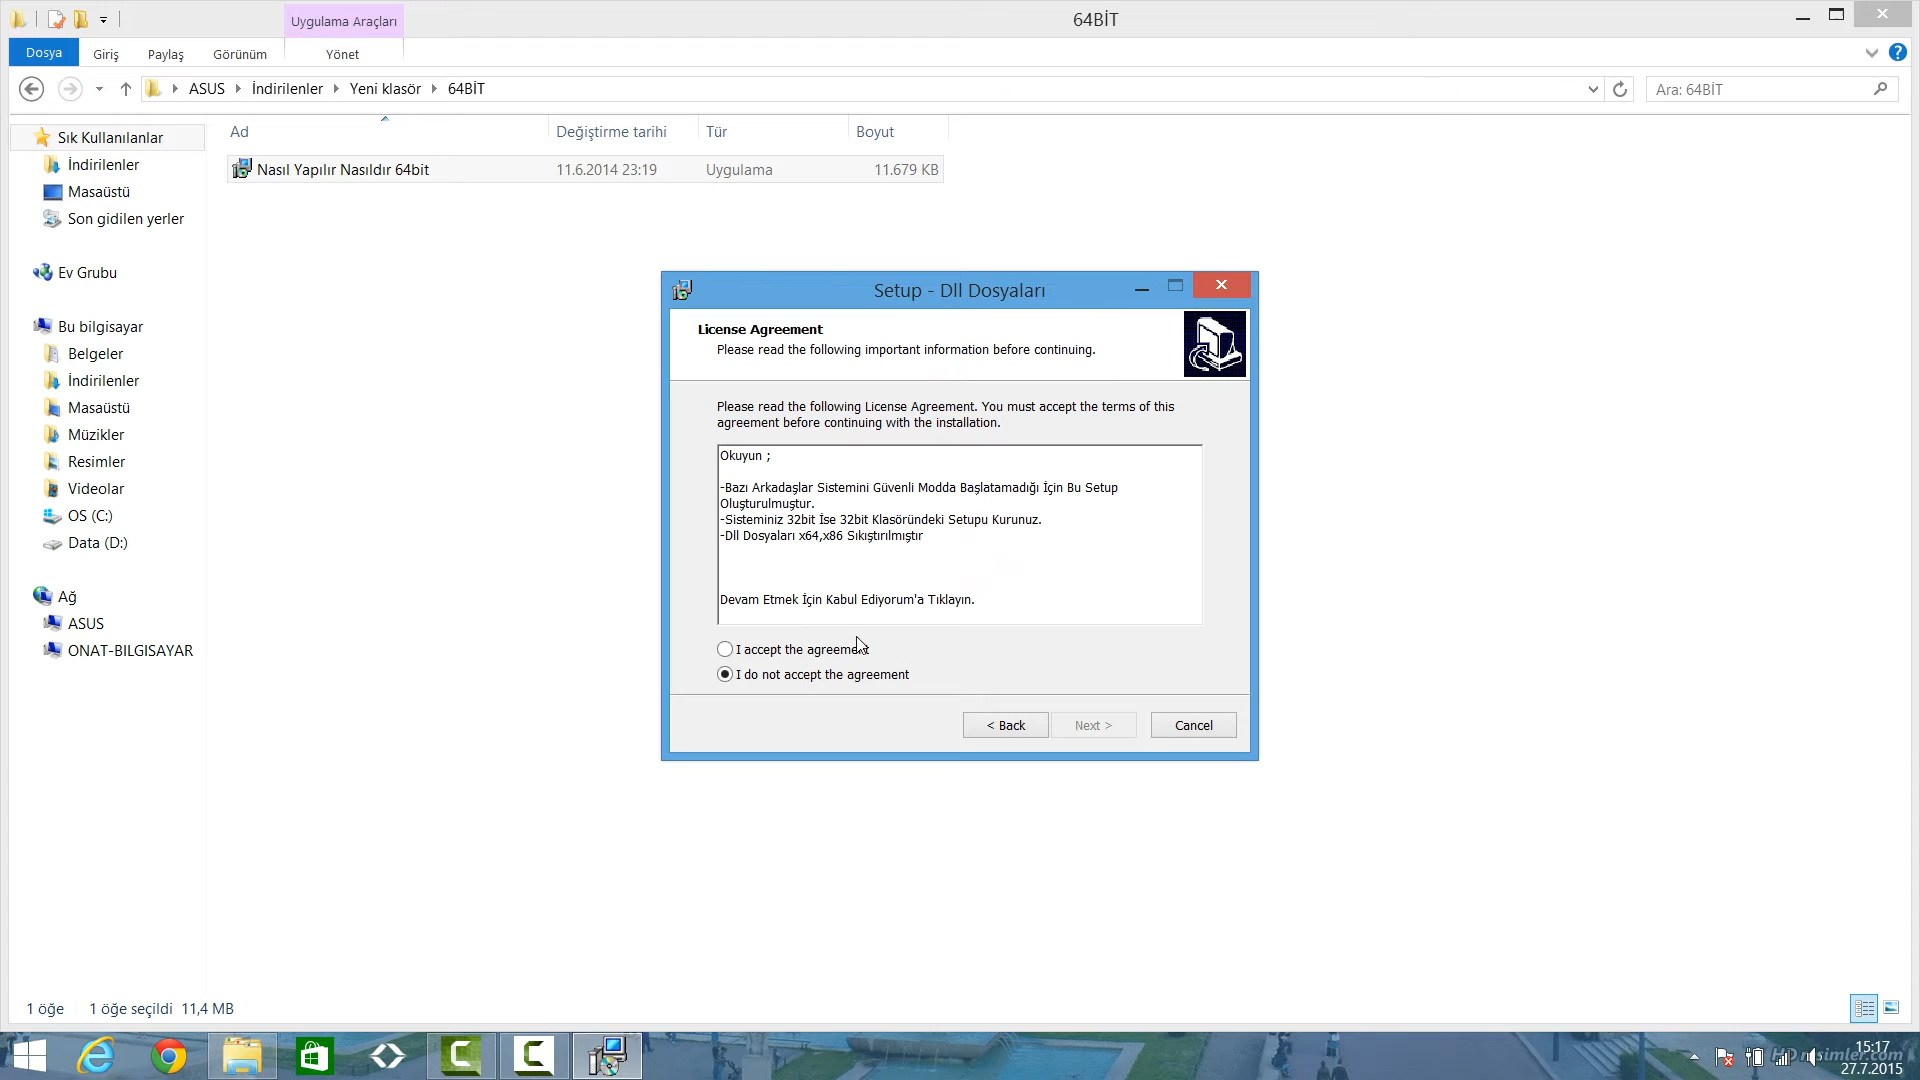 Uygulama Araçları
64BİT
Dosya
Giriş
Paylaş
Görünüm
Yönet
ASUS
İndirilenler
Yeni klasör
64BİT
Ara: 64BİT
Ad
Değiştirme tarihi
Tür
Boyut
Nasıl Yapılır Nasıldır 64bit
11.6.2014 23:19
Uygulama
11.679 KB
Sık Kullanılanlar
İndirilenler
Masaüstü
Son gidilen yerler
Ev Grubu
Bu bilgisayar
Belgeler
İndirilenler
Masaüstü
Müzikler
Resimler
Videolar
OS (C:)
Data (D:)
Ağ
ASUS
ONAT-BILGISAYAR
Setup - Dll Dosyaları
License Agreement
Please read the following important information before continuing.
Please read the following License Agreement. You must accept the terms of this
agreement before continuing with the installation.
Okuyun ;
-Bazı Arkadaşlar Sistemini Güvenli Modda Başlatamadığı İçin Bu Setup
Oluşturulmuştur.
-Sisteminiz 32bit İse 32bit Klasöründeki Setupu Kurunuz.
-Dll Dosyaları x64,x86 Sıkıştırılmıştır
Devam Etmek İçin Kabul Ediyorum'a Tıklayın.
I accept the agreement
I do not accept the agreement
< Back
Next >
Cancel
1 öğe
1 öğe seçildi 11,4 MB
15:17
27.7.2015